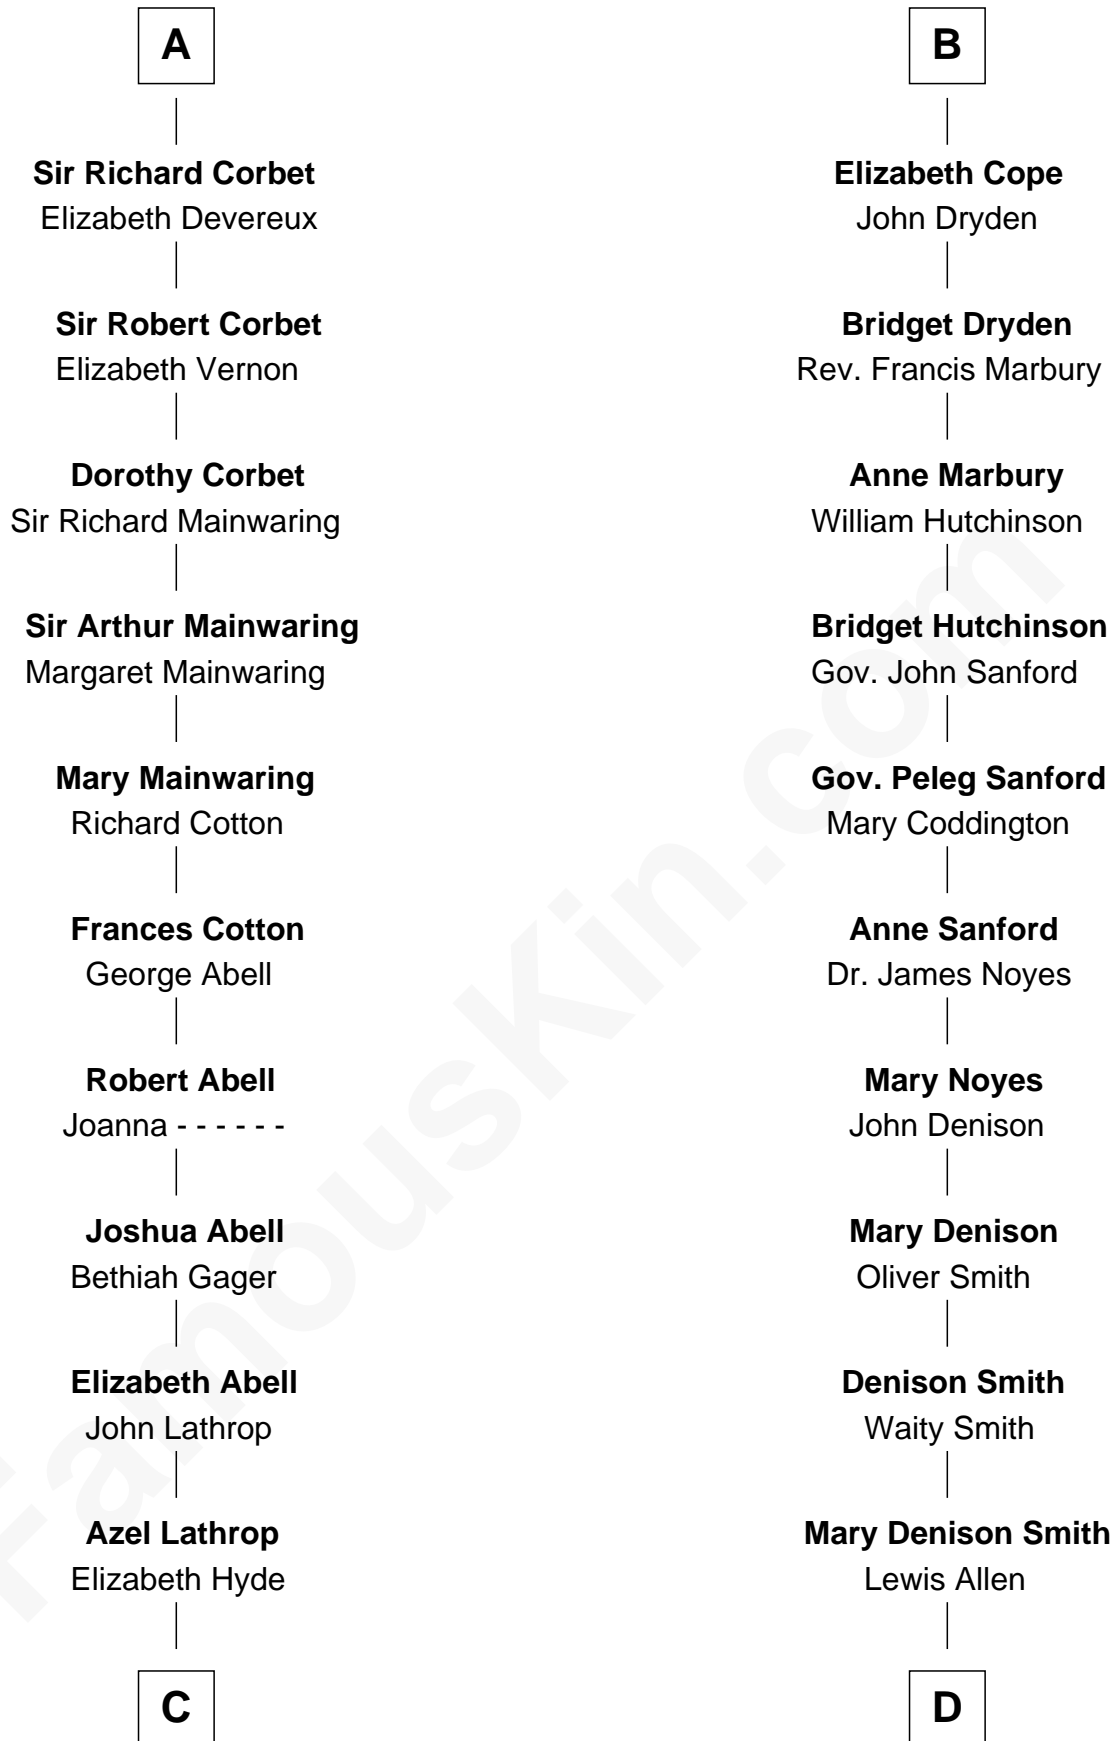 A
Sir Richard Corbet
Elizabeth Devereux
Sir Robert Corbet
Elizabeth Vernon
Dorothy Corbet
Sir Richard Mainwaring
Sir Arthur Mainwaring
Margaret Mainwaring
Mary Mainwaring
Richard Cotton
Frances Cotton
George Abell
Robert Abell
Joanna - - - - - -
Joshua Abell
Bethiah Gager
Elizabeth Abell
John Lathrop
Azel Lathrop
Elizabeth Hyde
C
B
Elizabeth Cope
John Dryden
Bridget Dryden
Rev. Francis Marbury
Anne Marbury
William Hutchinson
Bridget Hutchinson
Gov. John Sanford
Gov. Peleg Sanford
Mary Coddington
Anne Sanford
Dr. James Noyes
Mary Noyes
John Denison
Mary Denison
Oliver Smith
Denison Smith
Waity Smith
Mary Denison Smith
Lewis Allen
D
FamousKin.com